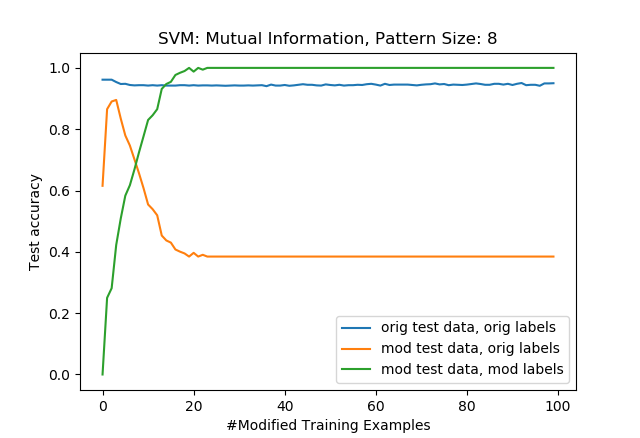 SVM: Mutual Information, Pattern Size: 8
Test accuracy
1.0
0.8
0.6
0.4
0.2
0.0
orig test data, orig labels
mod test data, orig labels
mod test data, mod labels
0 20 40 60 80 100
#Modified Training Examples